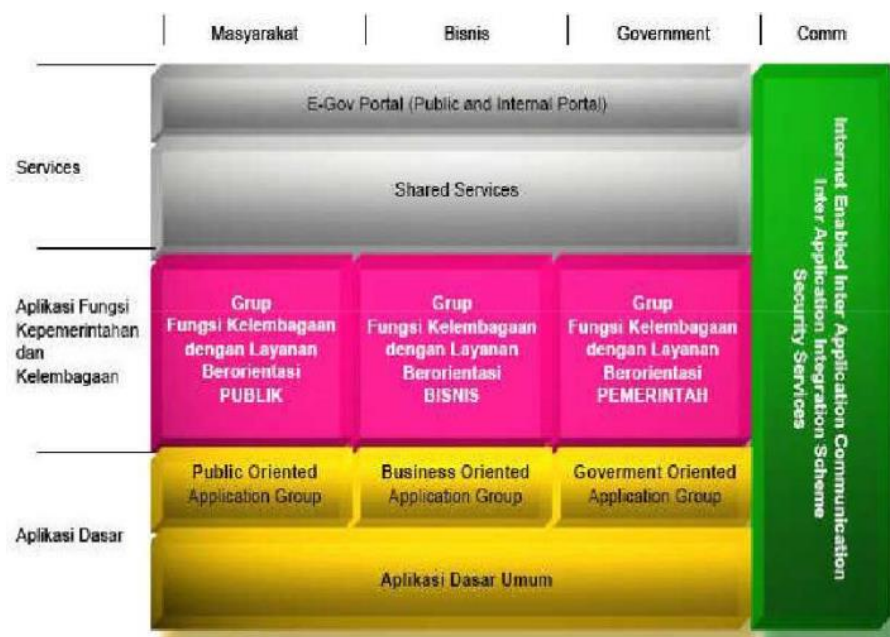 Masyarakat
Bisnis
Government
Comm
E-Gov Portal (Public and Internal Portal)
Services
Shared Services
Aplikasi Fungsi
Kepemerintahan
dan
Kelembagaan
Grup
Fungsi Kelembagaan
dengan Layanan
Berorientasi
PUBLIK
Grup
Fungsi Kelembagaan
dengan Layanan
Berorientasi
BISNIS
Grup
Fungsi Kelembagaan
dengan Layanan
Berorientasi
PEMERINTAH
Aplikasi Dasar
Public Oriented
Application Group
Business Oriented
Application Group
Goverment Oriented
Application Group
Aplikasi Dasar Umum
Internet Enabled Inter Application Communication
Inter Application Integration Scheme
Security Services